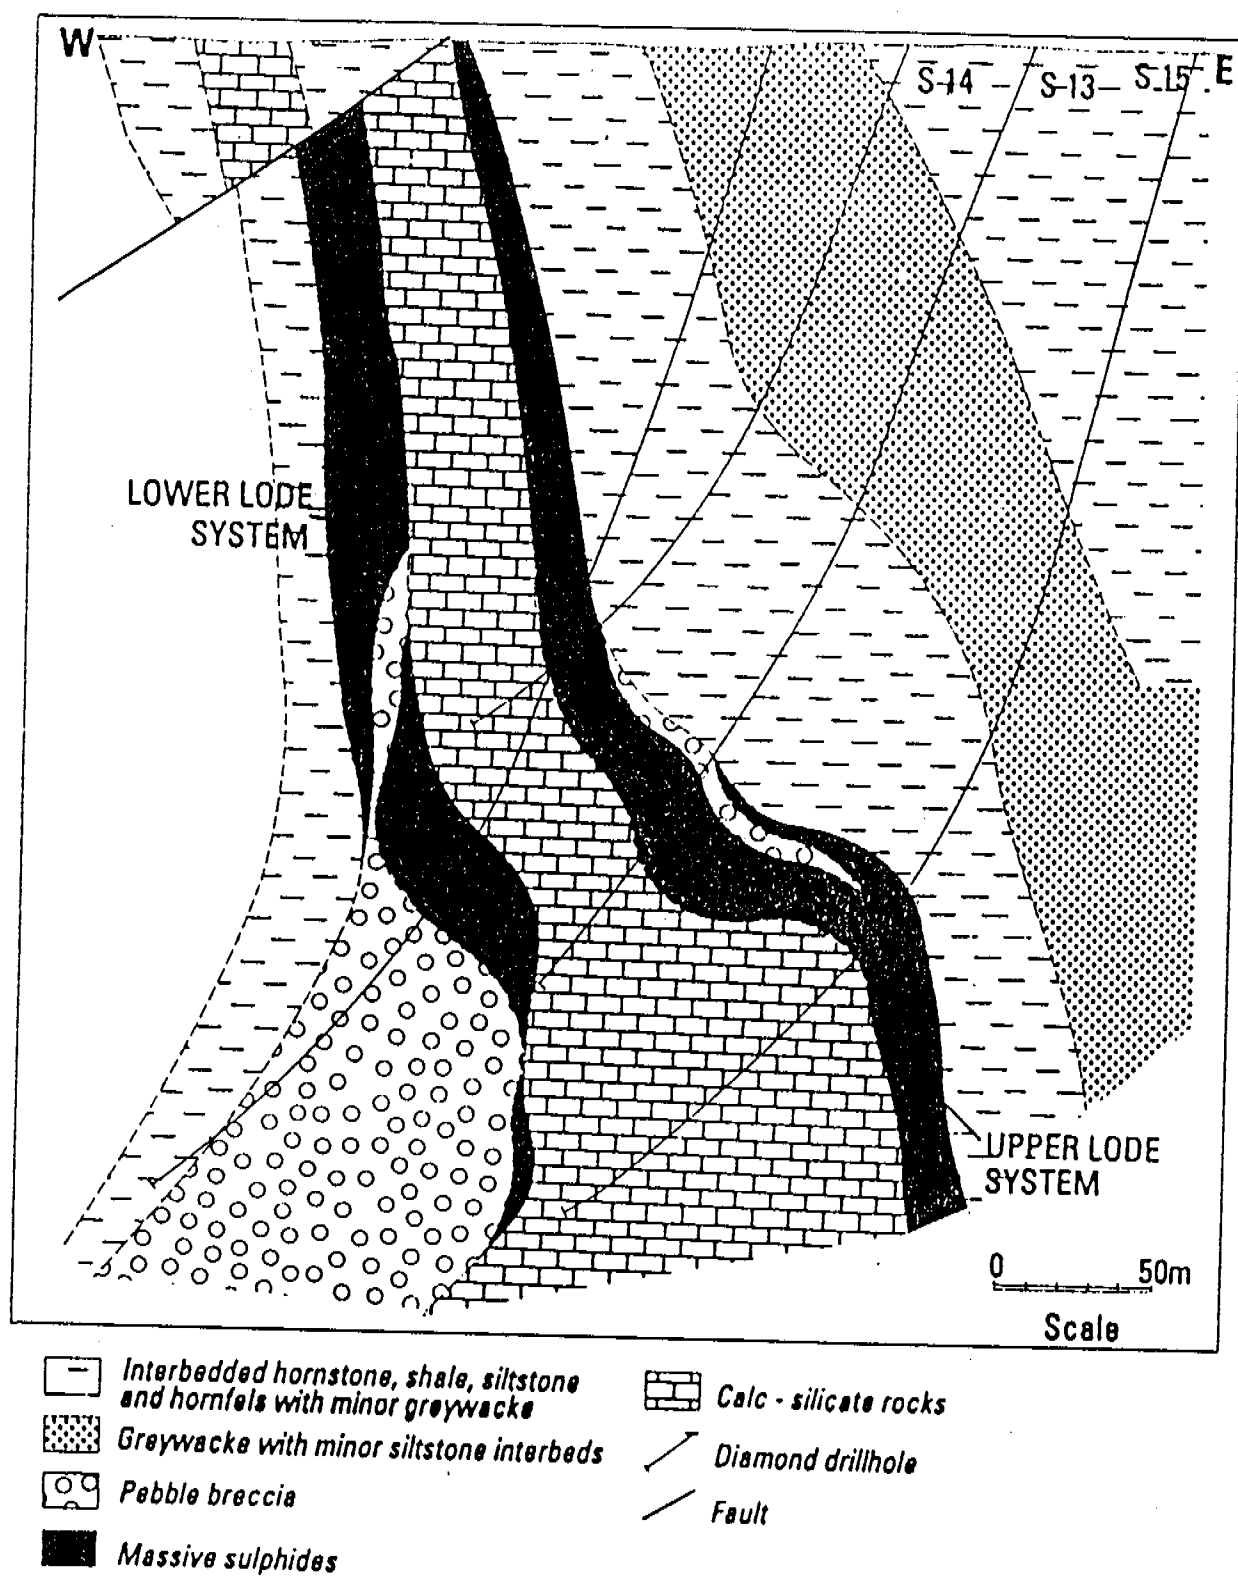 W
S-14
S-13
S-15
E
LOWER LODE
SYSTEM
UPPER LODE
SYSTEM
0 50m
Scale
Interbedded hornstone, shale, siltstone
and hornfels with minor greywacke
Greywacke with minor siltstone interbeds
Pebble breccia
Massive sulphides
Calc - silicate rocks
Diamond drillhole
Fault